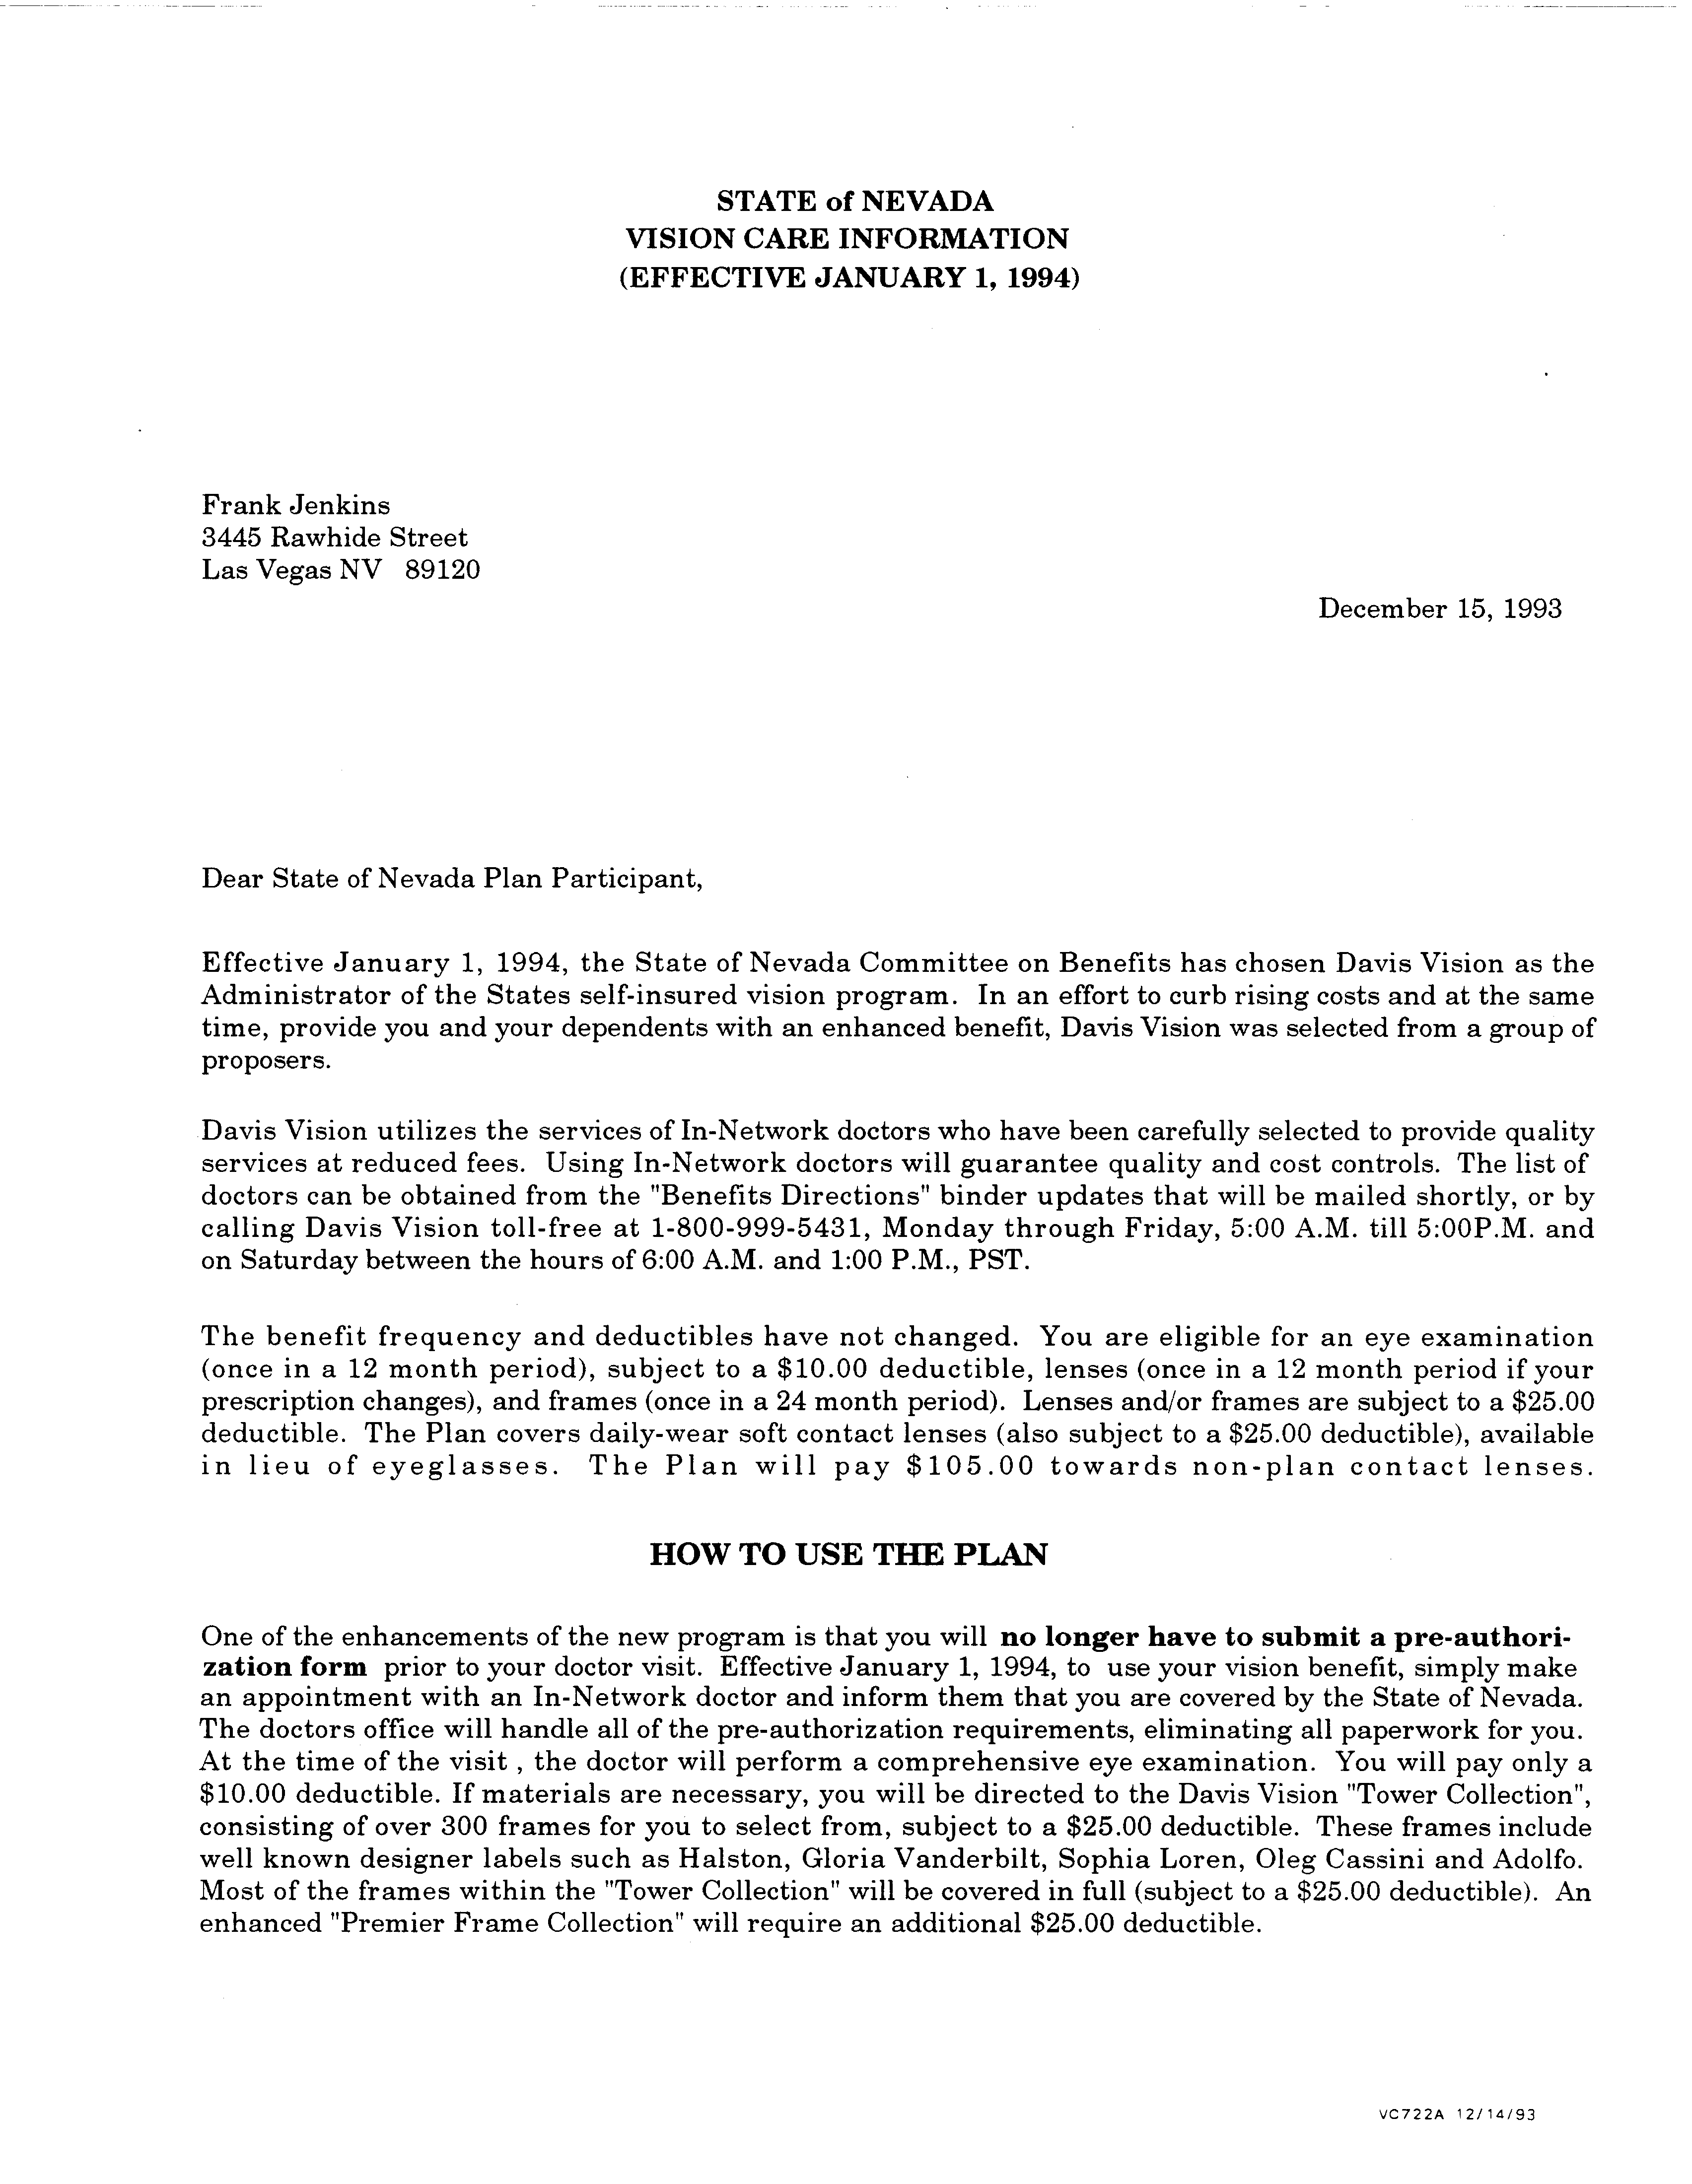 STATE of NEVADA
VISION CARE INFORMATION
(EFFECTIVE JANUARY 1, 1994)
Frank Jenkins
3445 Rawhide Street
Las Vegas NV 89120
December 15, 1993
Dear State of Nevada Plan Participant,
Effective January 1, 1994, the State of Nevada Committee on Benefits has chosen Davis Vision as the
Administrator of the States self-insured vision program. In an effort to curb rising costs and at the same
time, provide you and your dependents with an enhanced benefit, Davis Vision was selected from a group of
proposers.
Davis Vision utilizes the services of In-Network doctors who have been carefully selected to provide quality
services at reduced fees. Using In-Network doctors will guarantee quality and cost controls. The list of
doctors can be obtained from the "Benefits Directions" binder updates that will be mailed shortly, or by
calling Davis Vision toll-free at 1-800-999-5431, Monday through Friday, 5:00 A.M. till 5:00P.M. and
on Saturday between the hours of 6:00 A.M. and 1:00 P.M., PST.
The benefit frequency and deductibles have not changed. You are eligible for an eye examination
(once in a 12 month period), subject to a $10.00 deductible, lenses (once in a 12 month period if your
prescription changes), and frames (once in a 24 month period). Lenses and/or frames are subject to a $25.00
deductible. The Plan covers daily-wear soft contact lenses (also subject to a $25.00 deductible), available
in lieu of eyeglasses. The Plan will pay $105.00 towards non-plan contact lenses.
HOW TO USE THE PLAN
One of the enhancements of the new program is that you will no longer have to submit a pre-authori-
zation form prior to your doctor visit. Effective January 1, 1994, to use your vision benefit, simply make
an appointment with an In-Network doctor and inform them that you are covered by the State of Nevada.
The doctors office will handle all of the pre-authorization requirements, eliminating all paperwork for you.
At the time of the visit , the doctor will perform a comprehensive eye examination. You will pay only a
$10.00 deductible. If materials are necessary, you will be directed to the Davis Vision "Tower Collection",
consisting of over 300 frames for you to select from, subject to a $25.00 deductible. These frames include
well known designer labels such as Halston, Gloria Vanderbilt, Sophia Loren, Oleg Cassini and Adolfo.
Most of the frames within the "Tower Collection" will be covered in full (subject to a $25.00 deductible). An
enhanced "Premier Frame Collection" will require an additional $25.00 deductible.
VC722A 12/14/93